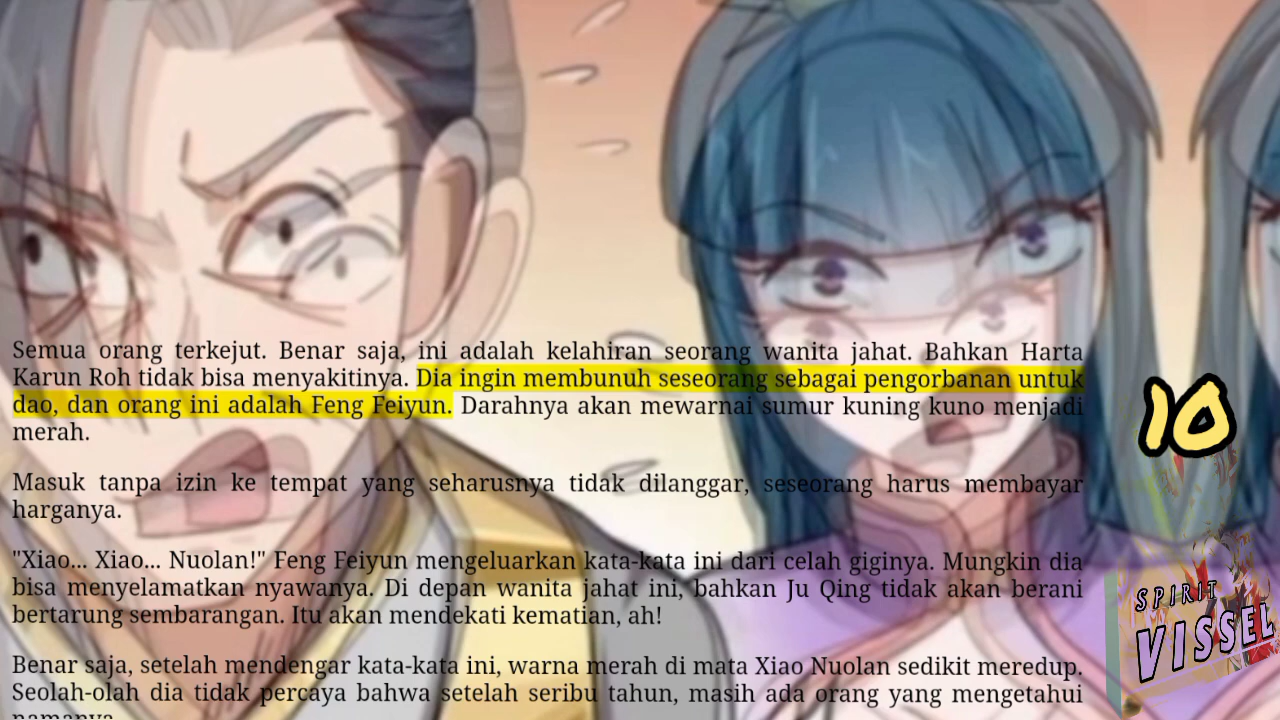 Semua orang terkejut. Benar saja, ini adalah kelahiran seorang wanita jahat. Bahkan Harta
Karun Roh tidak bisa menyakitinya. Dia ingin membunuh seseorang sebagai pengorbanan untuk
dao, dan orang ini adalah Feng Feiyun. Darahnya akan mewarnai sumur kuning kuno menjadi
merah.
Masuk tanpa izin ke tempat yang seharusnya tidak dilanggar, seseorang harus membayar
harganya.
"Xiao... Xiao... Nuolan!" Feng Feiyun mengeluarkan kata-kata ini dari celah giginya. Mungkin dia
bisa menyelamatkan nyawanya. Di depan wanita jahat ini, bahkan Ju Qing tidak akan berani
bertarung sembarangan. Itu akan mendekati kematian, ah!
Benar saja, setelah mendengar kata-kata ini, warna merah di mata Xiao Nuolan sedikit meredup.
Seolah-olah dia tidak percaya bahwa setelah seribu tahun, masih ada orang yang mengetahui
namanya.
10
SPIRIT
VISSEL